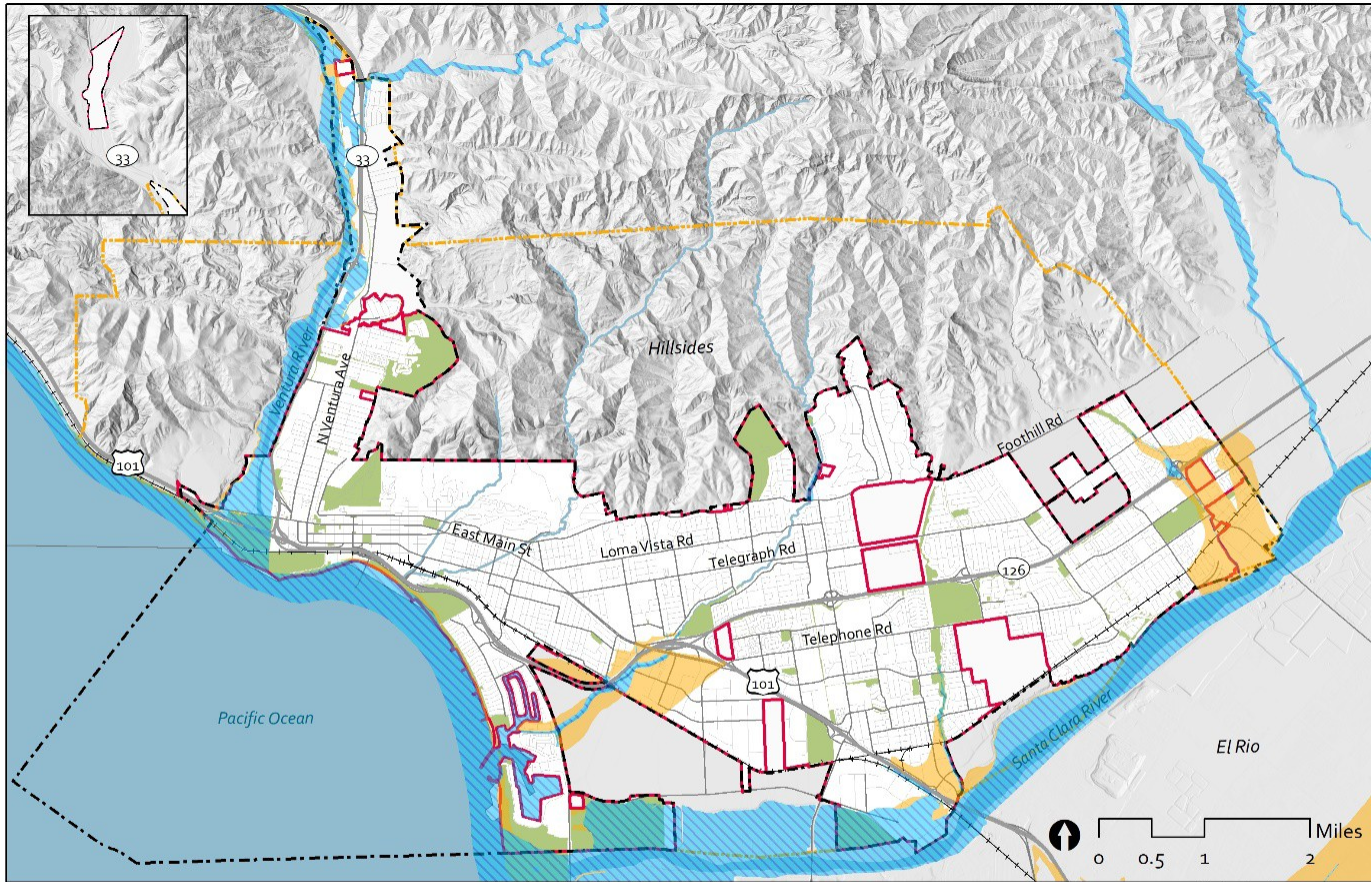 33
33
Hillsides
Ventura River
N Ventura Ave
101
Foothill Rd
East Main St
Loma Vista Rd
Telegraph Rd
126
Telephone Rd
101
Pacific Ocean
Santa Clara River
El Rio
Miles
0 0.5 1 2